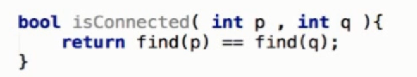 bool isConnected( int p , int q ){
    return find(p) == find(q);
}